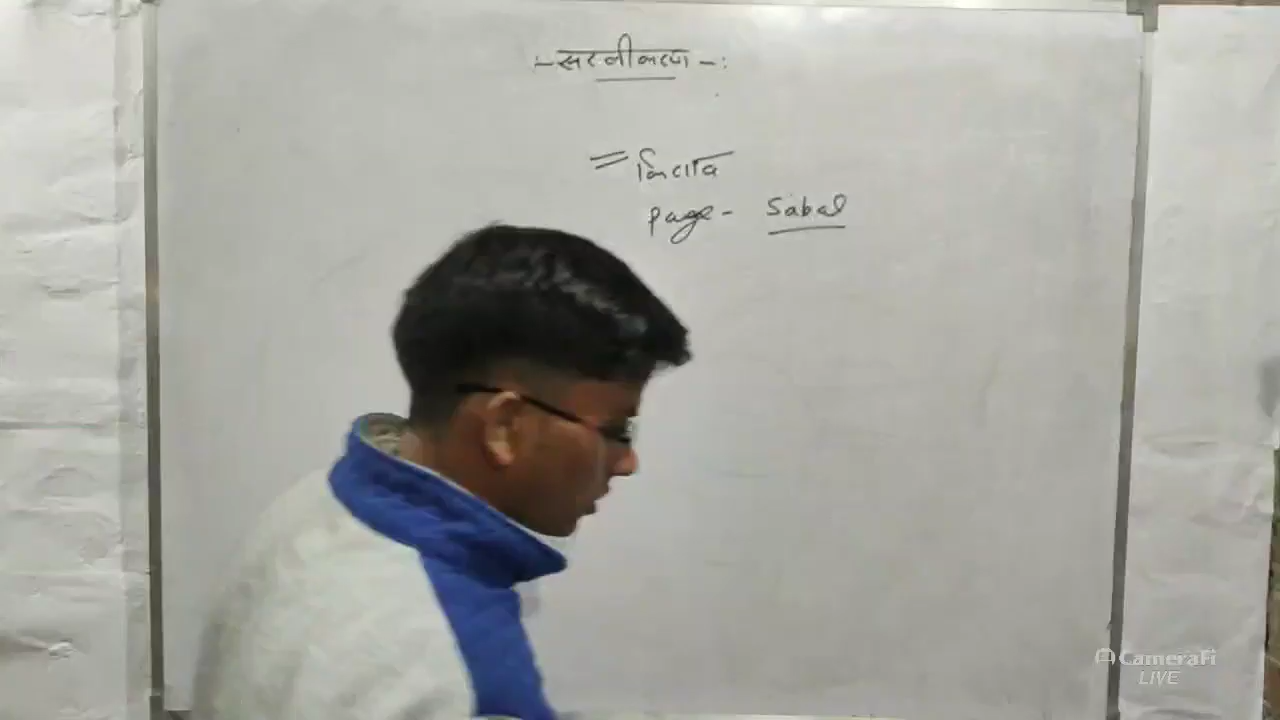 :- सरलीकरण -:
= किताब
page - Sabal
CameraFi
LIVE